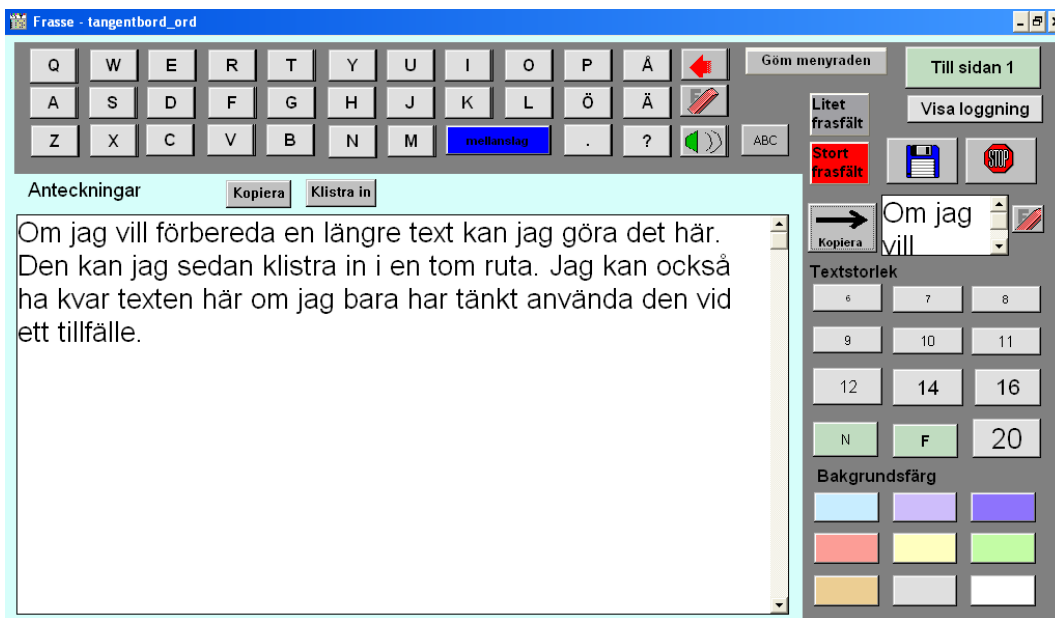 Frasse - tangentbord_ord
Q W E R T Y U I O P Å
A S D F G H J K L Ö Ä
Z X C V B N M mellanslag . ? ABC
Göm menyraden
Till sidan 1
Litet
frasfält
Visa loggning
Stort
frasfält
STOP
Anteckningar
Kopiera
Klistra in
Om jag vill förbereda en längre text kan jag göra det här.
Den kan jag sedan klistra in i en tom ruta. Jag kan också
ha kvar texten här om jag bara har tänkt använda den vid
ett tillfälle.
Kopiera
Om jag
vill
Textstorlek
6 7 8
9 10 11
12 14 16
N F 20
Bakgrundsfärg